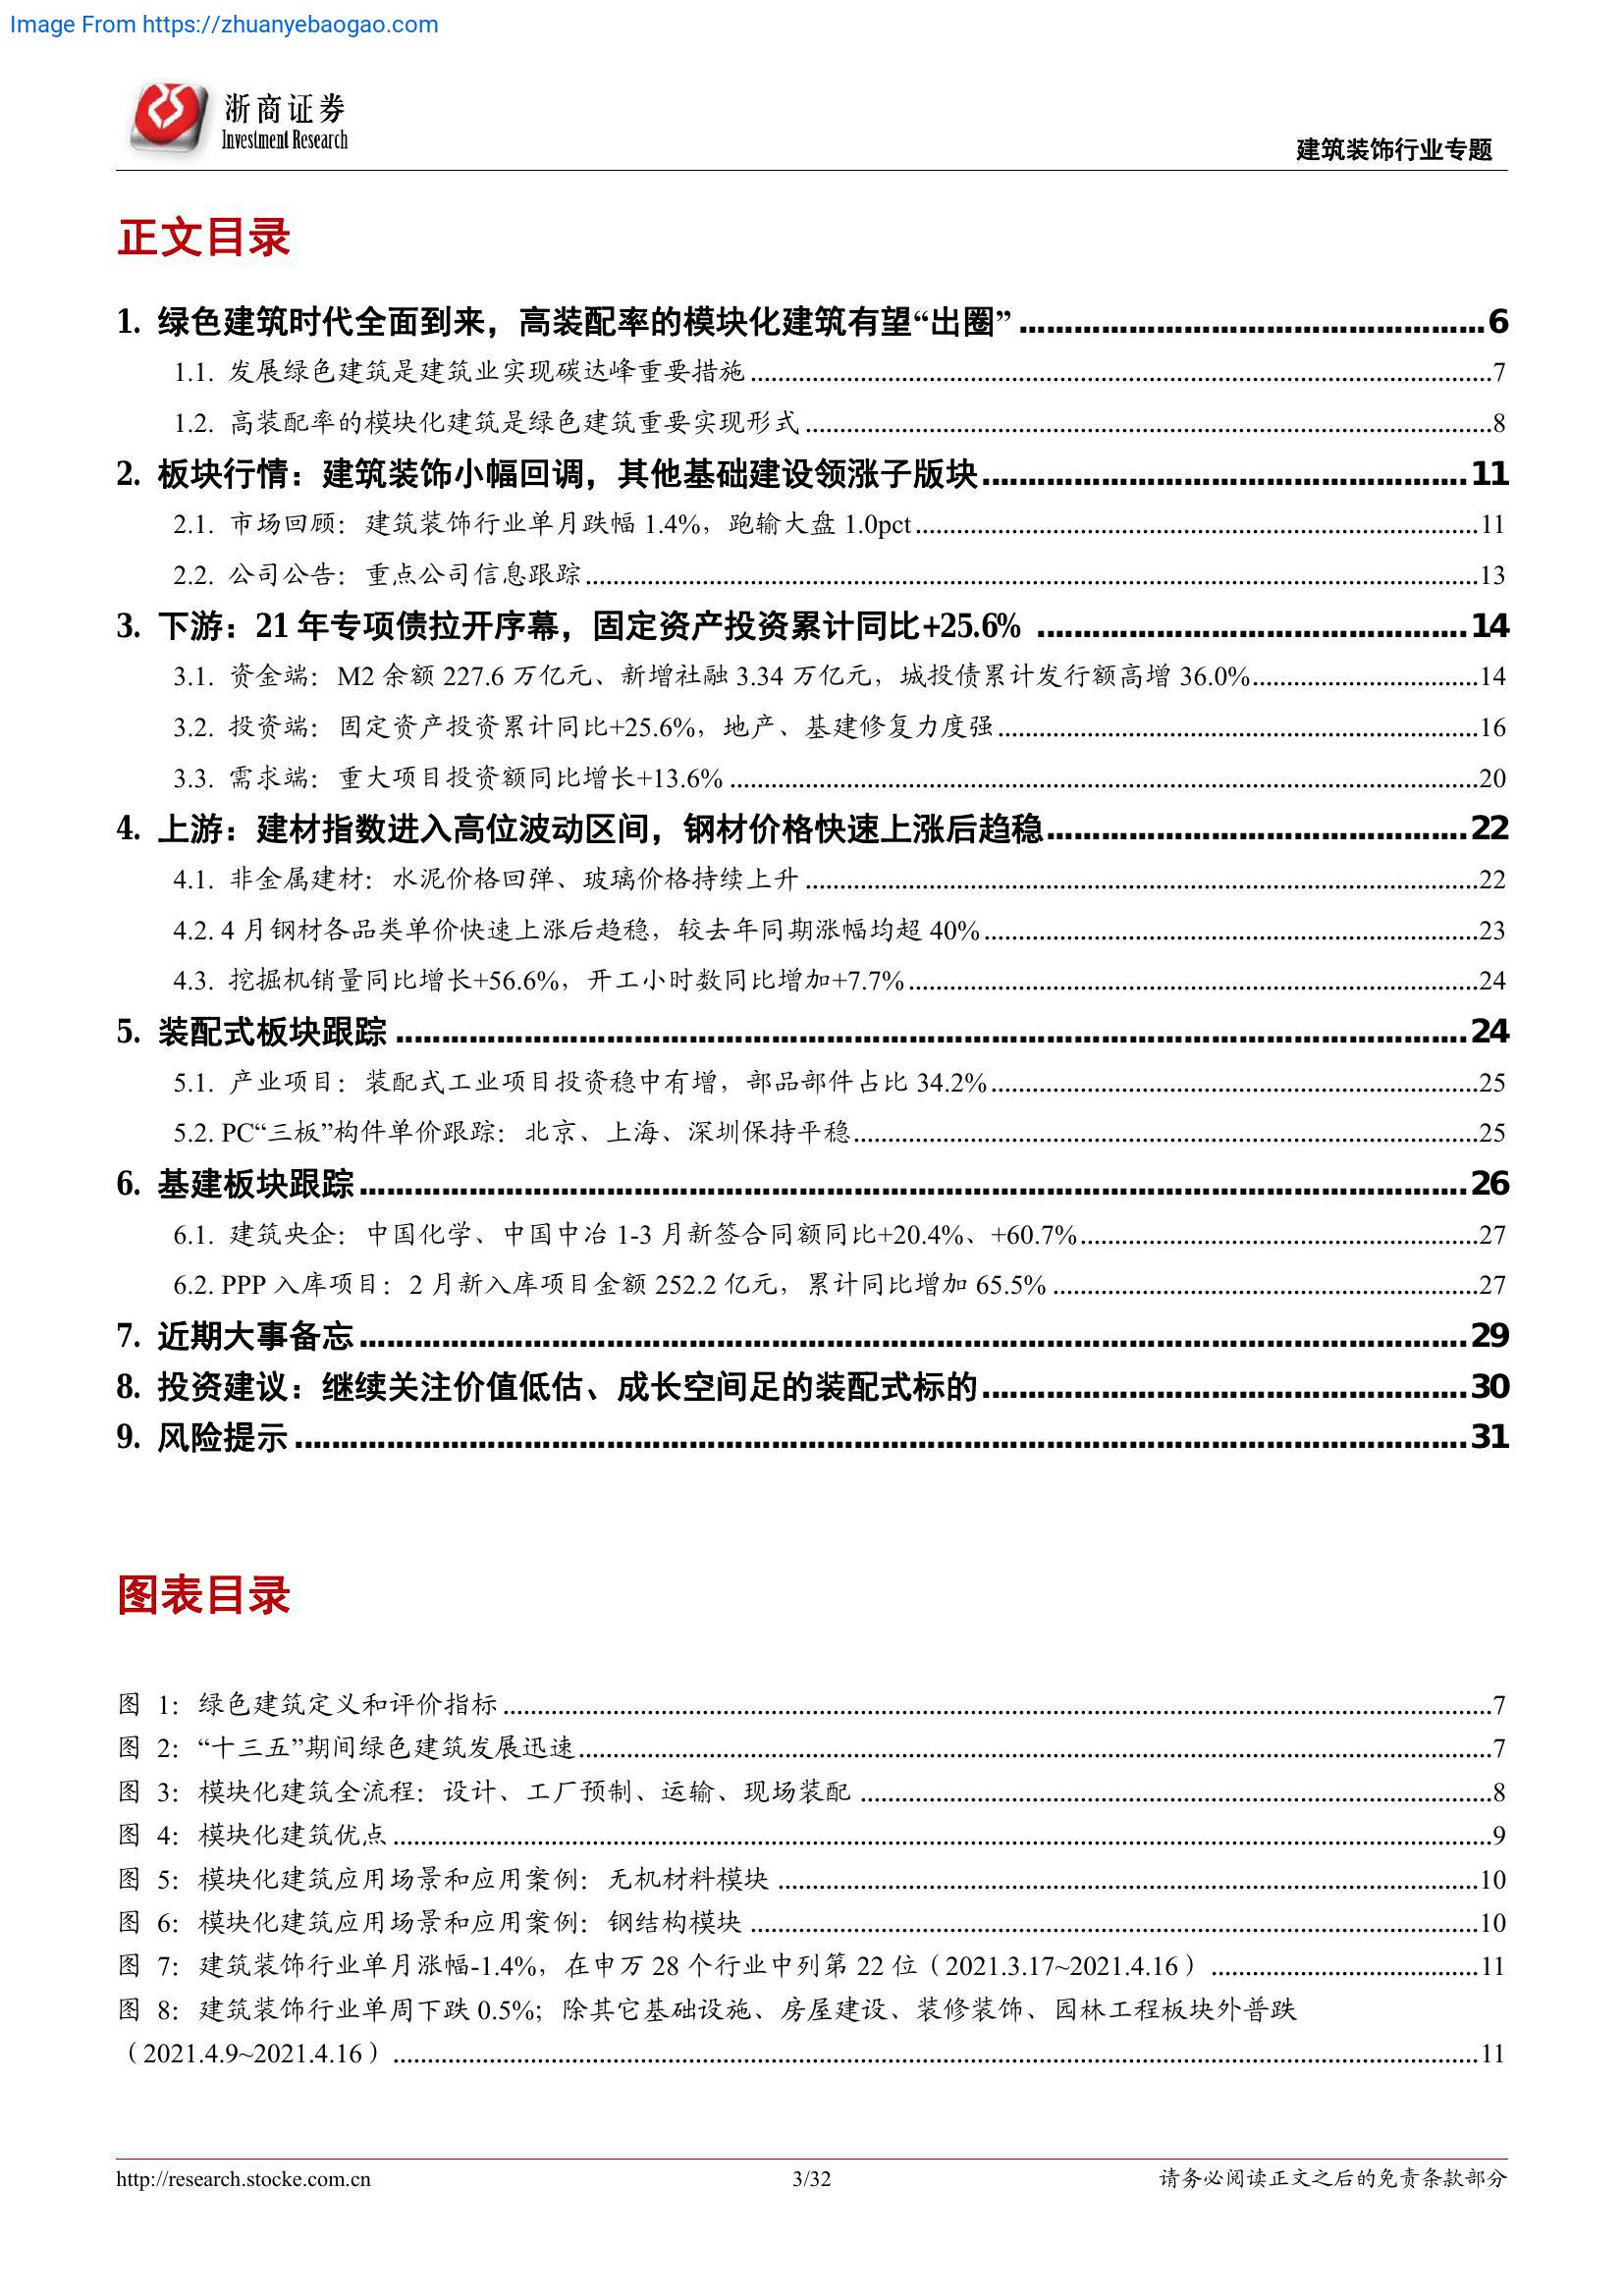 Image From https://zhuanyebaogao.com
浙商证券
Investment Research
建筑装饰行业专题
正文目录
1. 绿色建筑时代全面到来，高装配率的模块化建筑有望“出圈” ........ 6
1.1. 发展绿色建筑是建筑业实现碳达峰重要措施 ........ 7
1.2. 高装配率的模块化建筑是绿色建筑重要实现形式 ........ 8
2. 板块行情：建筑装饰小幅回调，其他基础建设领涨子版块 ........ 11
2.1. 市场回顾：建筑装饰行业单月跌幅 1.4%，跑输大盘 1.0pct ........ 11
2.2. 公司公告：重点公司信息跟踪 ........ 13
3. 下游：21 年专项债拉开序幕，固定资产投资累计同比+25.6% ........ 14
3.1. 资金端：M2 余额 227.6 万亿元、新增社融 3.34 万亿元，城投债累计发行额高增 36.0% ........ 14
3.2. 投资端：固定资产投资累计同比+25.6%，地产、基建修复力度强 ........ 16
3.3. 需求端：重大项目投资额同比增长+13.6% ........ 20
4. 上游：建材指数进入高位波动区间，钢材价格快速上涨后趋稳 ........ 22
4.1. 非金属建材：水泥价格回弹、玻璃价格持续上升 ........ 22
4.2. 4 月钢材各品类单价快速上涨后趋稳，较去年同期涨幅均超 40% ........ 23
4.3. 挖掘机销量同比增长+56.6%，开工小时数同比增加+7.7% ........ 24
5. 装配式板块跟踪 ........ 24
5.1. 产业项目：装配式工业项目投资稳中有增，部品部件占比 34.2% ........ 25
5.2. PC“三板”构件单价跟踪：北京、上海、深圳保持平稳 ........ 25
6. 基建板块跟踪 ........ 26
6.1. 建筑央企：中国化学、中国中冶 1-3 月新签合同额同比+20.4%、+60.7% ........ 27
6.2. PPP 入库项目：2 月新入库项目金额 252.2 亿元，累计同比增加 65.5% ........ 27
7. 近期大事备忘 ........ 29
8. 投资建议：继续关注价值低估、成长空间足的装配式标的 ........ 30
9. 风险提示 ........ 31
图表目录
图 1：绿色建筑定义和评价指标 ........ 7
图 2：“十三五”期间绿色建筑发展迅速 ........ 7
图 3：模块化建筑全流程：设计、工厂预制、运输、现场装配 ........ 8
图 4：模块化建筑优点 ........ 9
图 5：模块化建筑应用场景和应用案例：无机材料模块 ........ 10
图 6：模块化建筑应用场景和应用案例：钢结构模块 ........ 10
图 7：建筑装饰行业单月涨幅-1.4%，在申万 28 个行业中列第 22 位（2021.3.17~2021.4.16） ........ 11
图 8：建筑装饰行业单周下跌 0.5%；除其它基础设施、房屋建设、装修装饰、园林工程板块外普跌
（2021.4.9~2021.4.16） ........ 11
http://research.stocke.com.cn
3/32
请务必阅读正文之后的免责条款部分